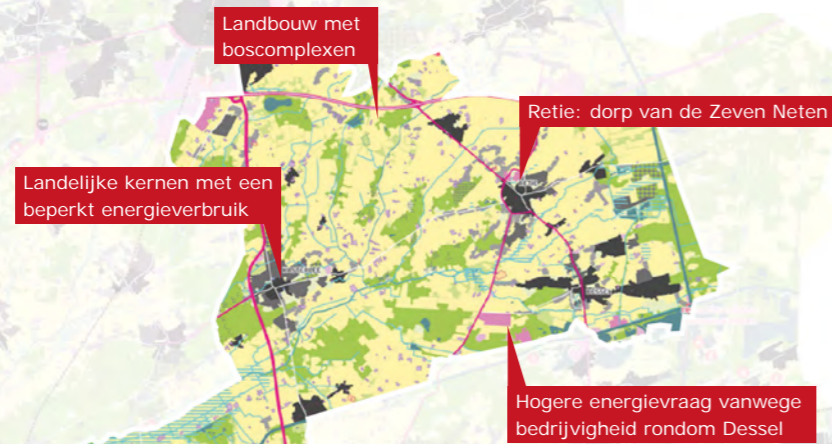 Landbouw met
boscomplexen
Retie: dorp van de Zeven Neten
Landelijke kernen met een
beperkt energieverbruik
Hogere energievraag vanwege
bedrijvigheid rondom Dessel